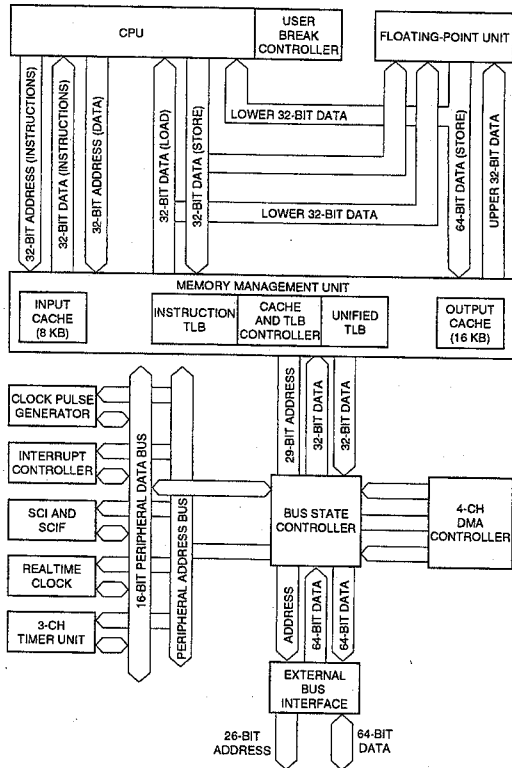 CPU
USER
BREAK
CONTROLLER
FLOATING-POINT UNIT
32-BIT ADDRESS (INSTRUCTIONS)
32-BIT DATA (INSTRUCTIONS)
32-BIT ADDRESS (DATA)
32-BIT DATA (LOAD)
32-BIT DATA (STORE)
LOWER 32-BIT DATA
LOWER 32-BIT DATA
64-BIT DATA (STORE)
UPPER 32-BIT DATA
MEMORY MANAGEMENT UNIT
INPUT
CACHE
(8 KB)
INSTRUCTION
TLB
CACHE
AND TLB
CONTROLLER
UNIFIED
TLB
OUTPUT
CACHE
(16 KB)
CLOCK PULSE
GENERATOR
INTERRUPT
CONTROLLER
SCI AND
SCIF
REALTIME
CLOCK
3-CH
TIMER UNIT
16-BIT PERIPHERAL DATA BUS
PERIPHERAL ADDRESS BUS
29-BIT ADDRESS
32-BIT DATA
32-BIT DATA
BUS STATE
CONTROLLER
4-CH
DMA
CONTROLLER
ADDRESS
64-BIT DATA
64-BIT DATA
EXTERNAL
BUS
INTERFACE
26-BIT
ADDRESS
64-BIT
DATA